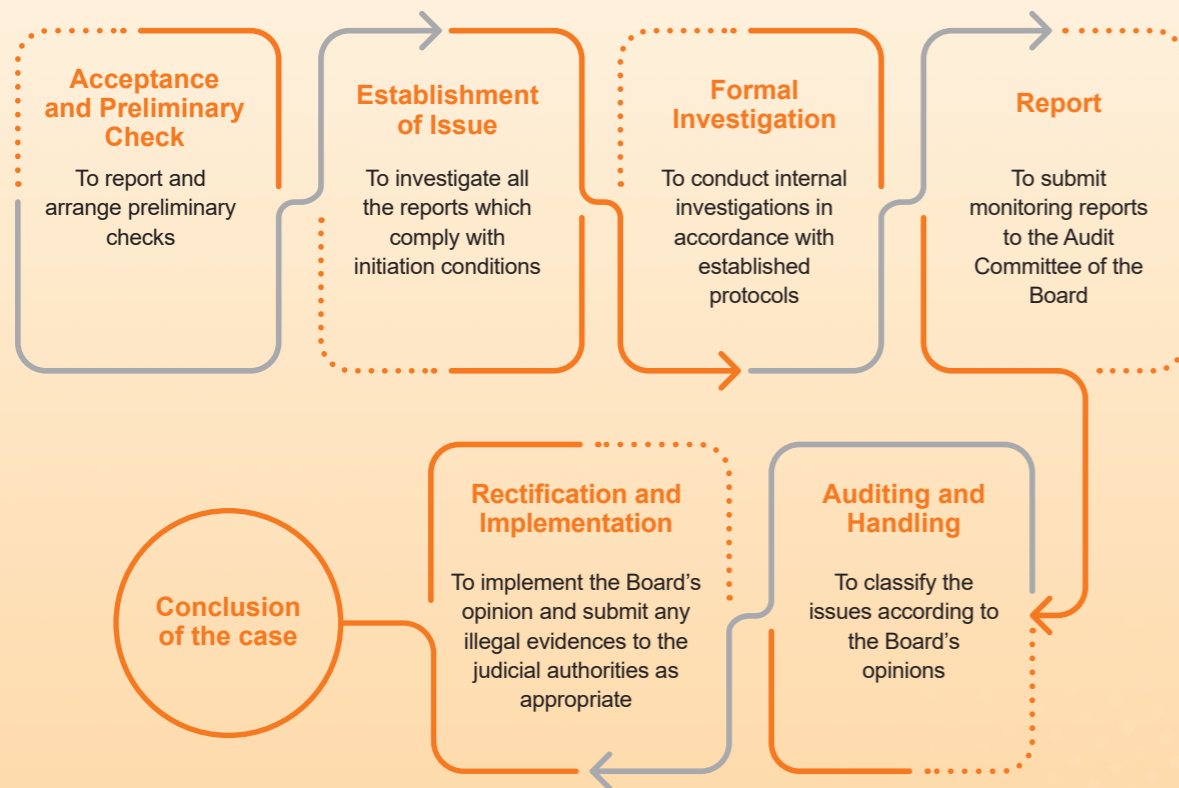 Acceptance
and Preliminary
Check
To report and
arrange preliminary
checks
Establishment
of Issue
To investigate all
the reports which
comply with
initiation conditions
Formal
Investigation
To conduct internal
investigations in
accordance with
established
protocols
Report
To submit
monitoring reports
to the Audit
Committee of the
Board
Auditing and
Handling
To classify the
issues according to
the Board’s
opinions
Rectification and
Implementation
To implement the Board’s
opinion and submit any
illegal evidences to the
judicial authorities as
appropriate
Conclusion
of the case